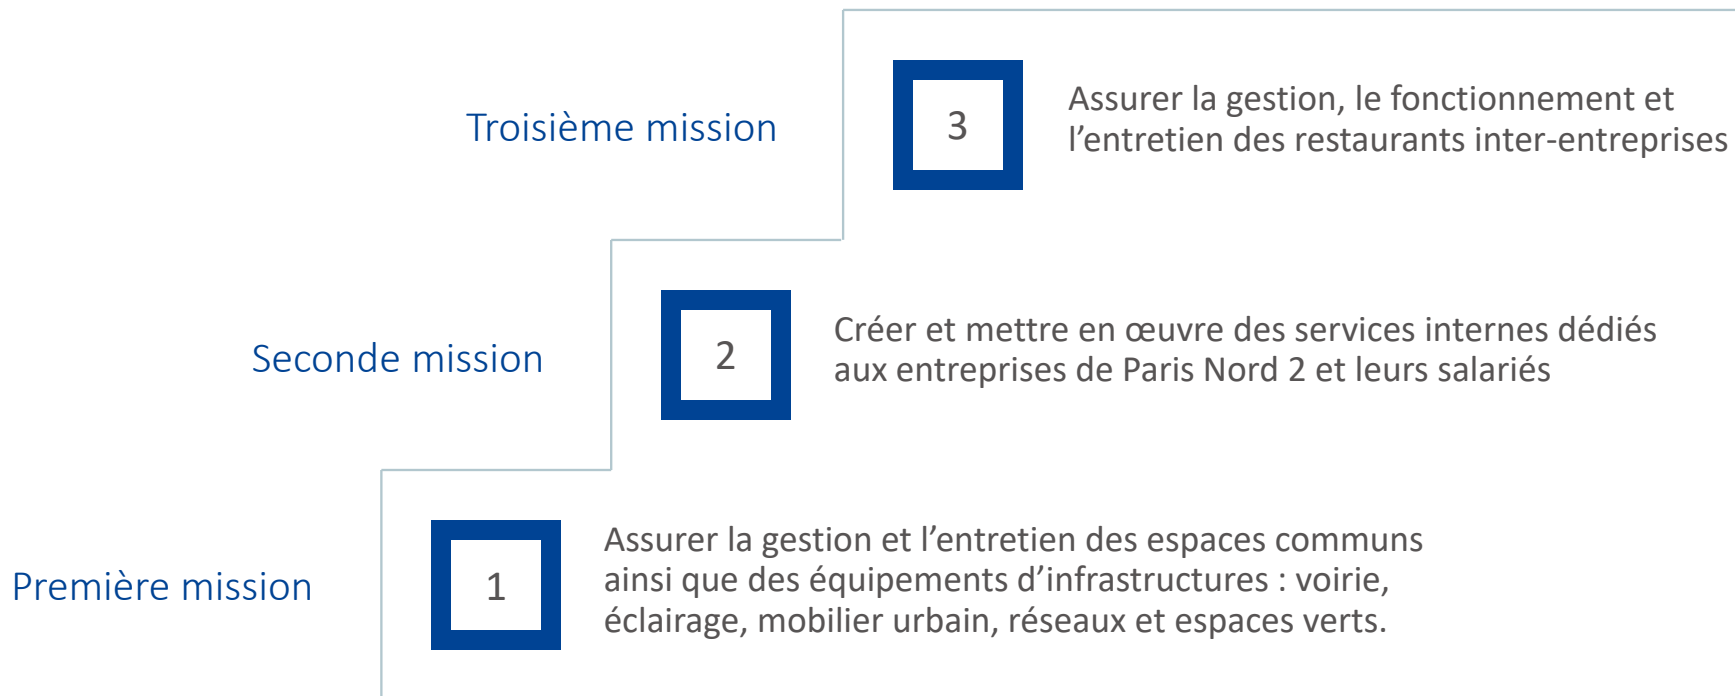 Troisième mission
3
Assurer la gestion, le fonctionnement et
l’entretien des restaurants inter-entreprises
Seconde mission
2
Créer et mettre en œuvre des services internes dédiés
aux entreprises de Paris Nord 2 et leurs salariés
Première mission
1
Assurer la gestion et l’entretien des espaces communs
ainsi que des équipements d’infrastructures : voirie,
éclairage, mobilier urbain, réseaux et espaces verts.